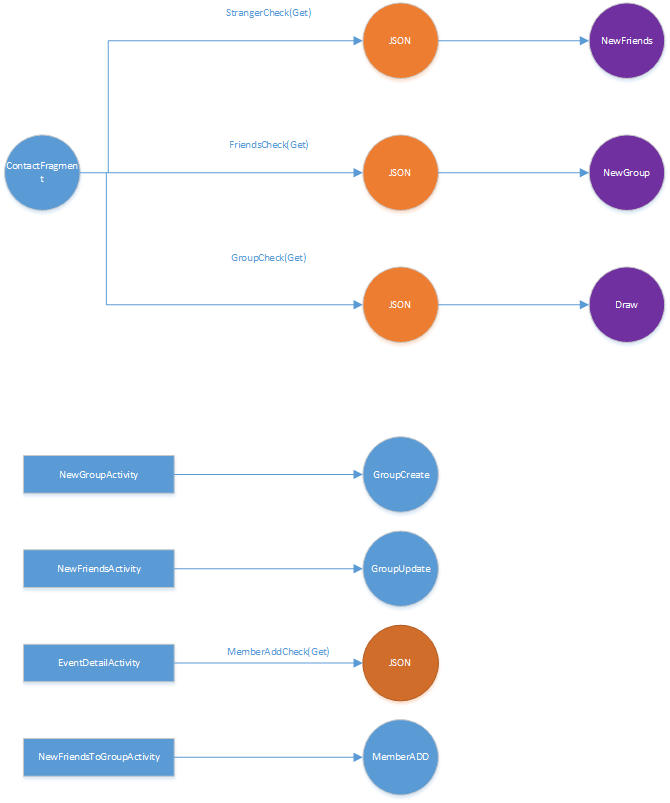 StrangerCheck(Get)
JSON
NewFriends
ContactFragmen
t
FriendsCheck(Get)
JSON
NewGroup
GroupCheck(Get)
JSON
Draw
NewGroupActivity
GroupCreate
NewFriendsActivity
GroupUpdate
EventDetailActivity
MemberAddCheck(Get)
JSON
NewFriendsToGroupActivity
MemberADD